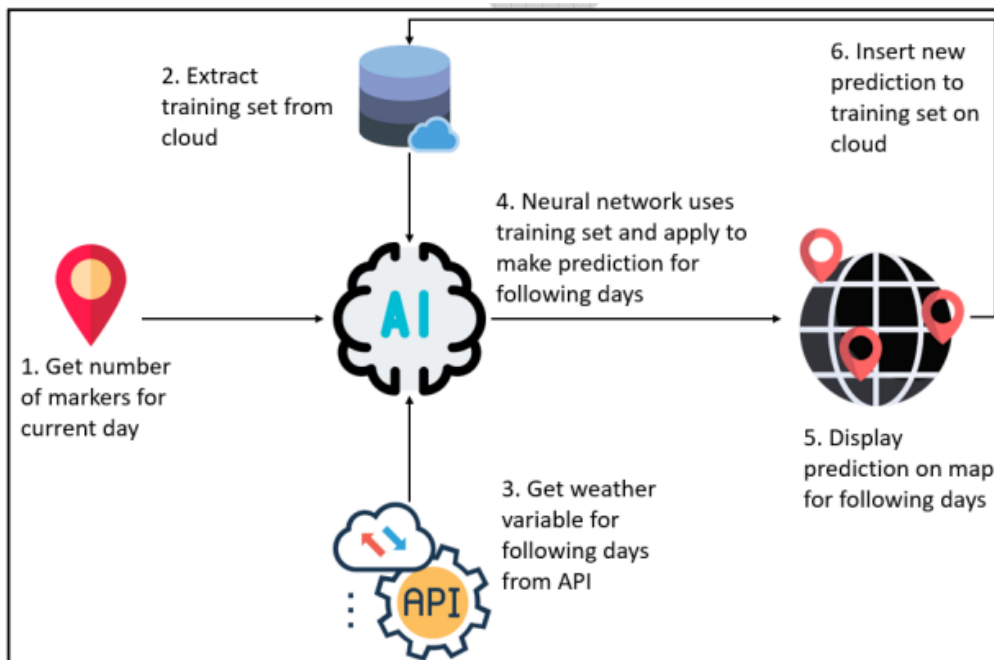 2. Extract
training set from
cloud
6. Insert new
prediction to
training set on
cloud
4. Neural network uses
training set and apply to
make prediction for
following days
AI
1. Get number
of markers for
current day
5. Display
prediction on map
for following days
3. Get weather
variable for
following days
from API
API